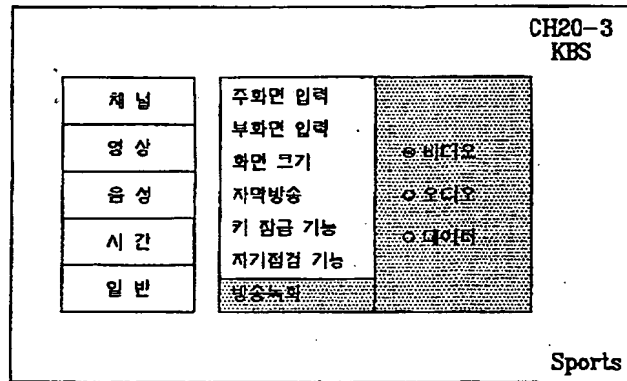 CH20-3
KBS
채널
영상
음성
시간
일반
주화면 입력
부화면 입력
화면 크기
자막방송
키 잠금 기능
자기점검 기능
방송녹화
◉ 비디오
○ 오디오
○ 데이터
Sports